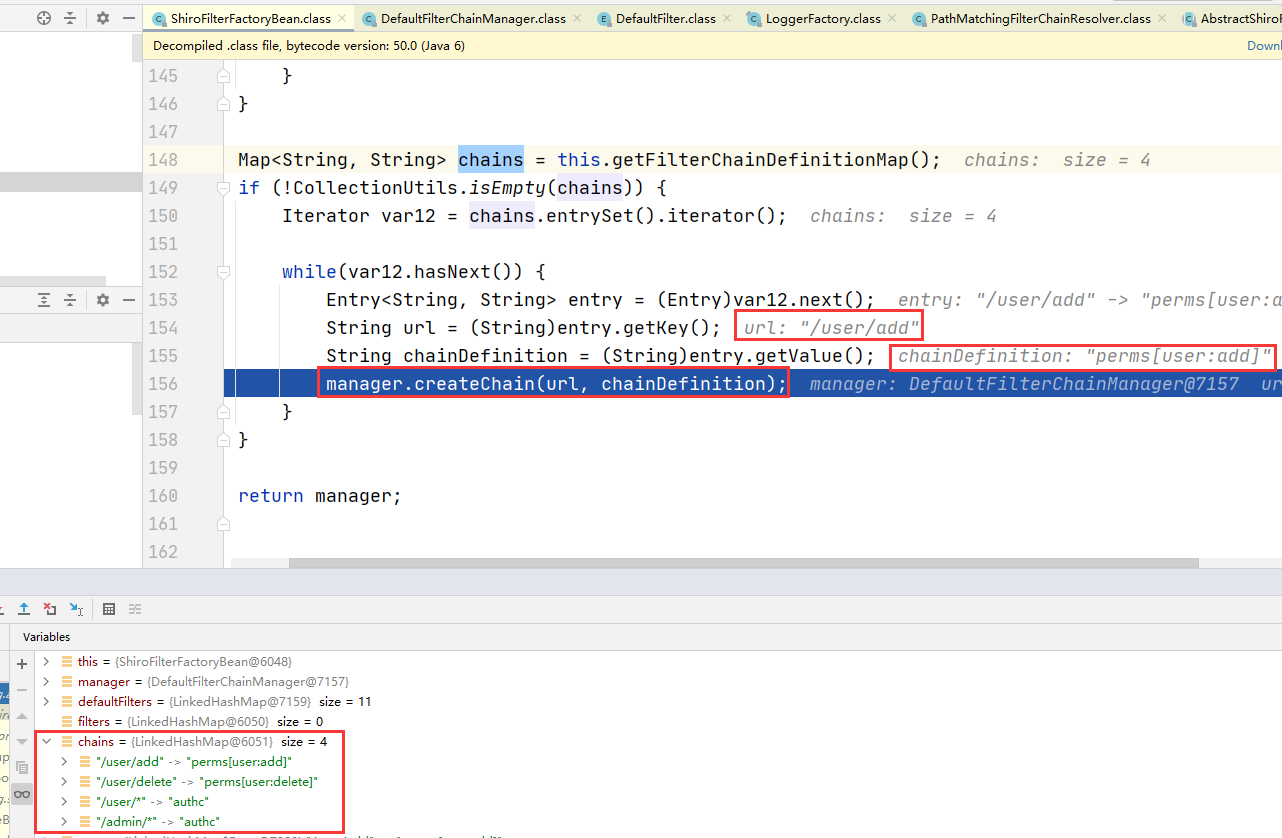 ShiroFilterFactoryBean.class DefaultFilterChainManager.class DefaultFilter.class LoggerFactory.class PathMatchingFilterChainResolver.class
Decompiled .class file, bytecode version: 50.0 (Java 6)
145 }
146 }
147
148 Map<String, String> chains = this.getFilterChainDefinitionMap(); chains: size = 4
149 if (!CollectionUtils.isEmpty(chains)) {
150 Iterator var12 = chains.entrySet().iterator(); chains: size = 4
151
152 while(var12.hasNext()) {
153 Entry<String, String> entry = (Entry)var12.next(); entry: "/user/add" -> "perms[user:a
154 String url = (String)entry.getKey(); url: "/user/add"
155 String chainDefinition = (String)entry.getValue(); chainDefinition: "perms[user:add]"
156 manager.createChain(url, chainDefinition); manager: DefaultFilterChainManager@7157 ur
157 }
158 }
159
160 return manager;
161
162
Variables
this = {ShiroFilterFactoryBean@6048}
manager = {DefaultFilterChainManager@7157}
defaultFilters = {LinkedHashMap@7159} size = 11
filters = {LinkedHashMap@6050} size = 0
chains = {LinkedHashMap@6051} size = 4
"/user/add" -> "perms[user:add]"
"/user/delete" -> "perms[user:delete]"
"/user/*" -> "authc"
"/admin/*" -> "authc"